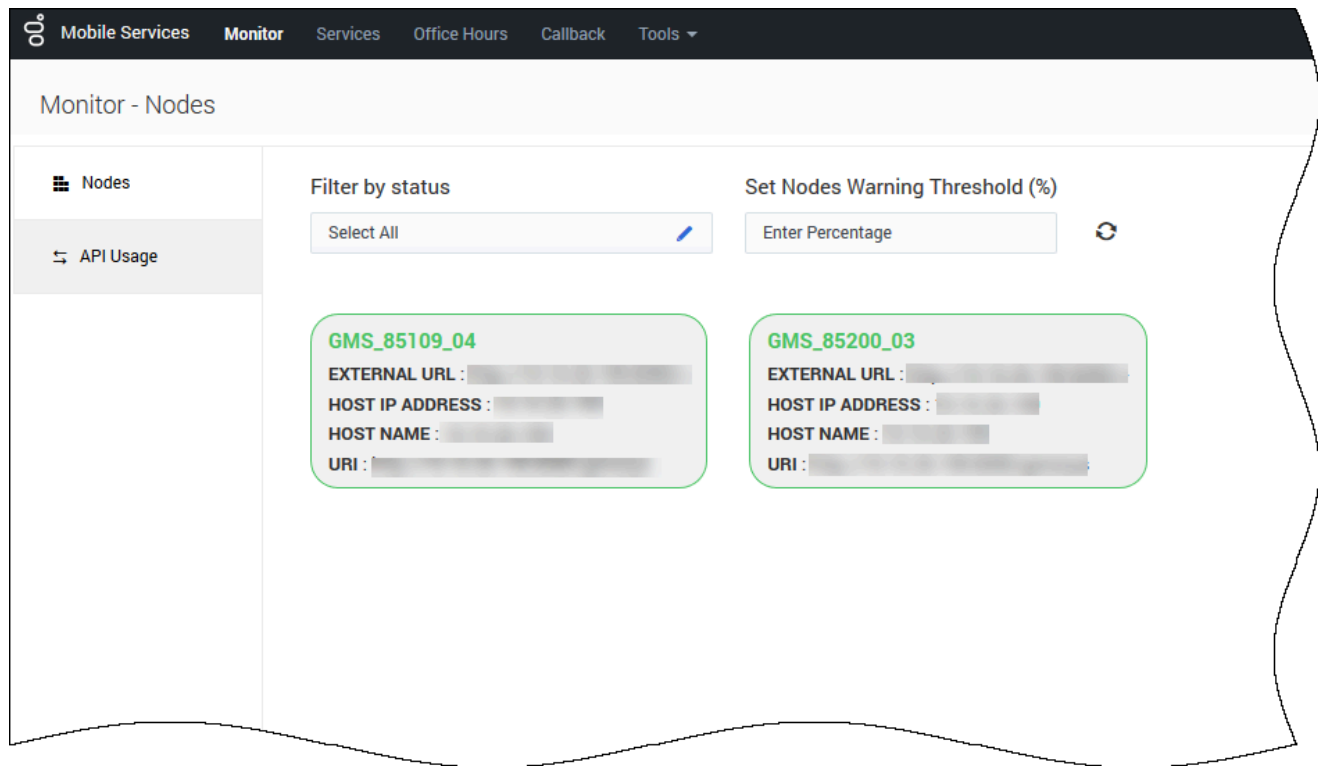 Mobile Services Monitor Services Office Hours Callback Tools
Monitor - Nodes
Nodes
API Usage
Filter by status
Select All
Set Nodes Warning Threshold (%)
Enter Percentage
GMS_85109_04
EXTERNAL URL :
HOST IP ADDRESS :
HOST NAME :
URI :
GMS_85200_03
EXTERNAL URL :
HOST IP ADDRESS :
HOST NAME :
URI :